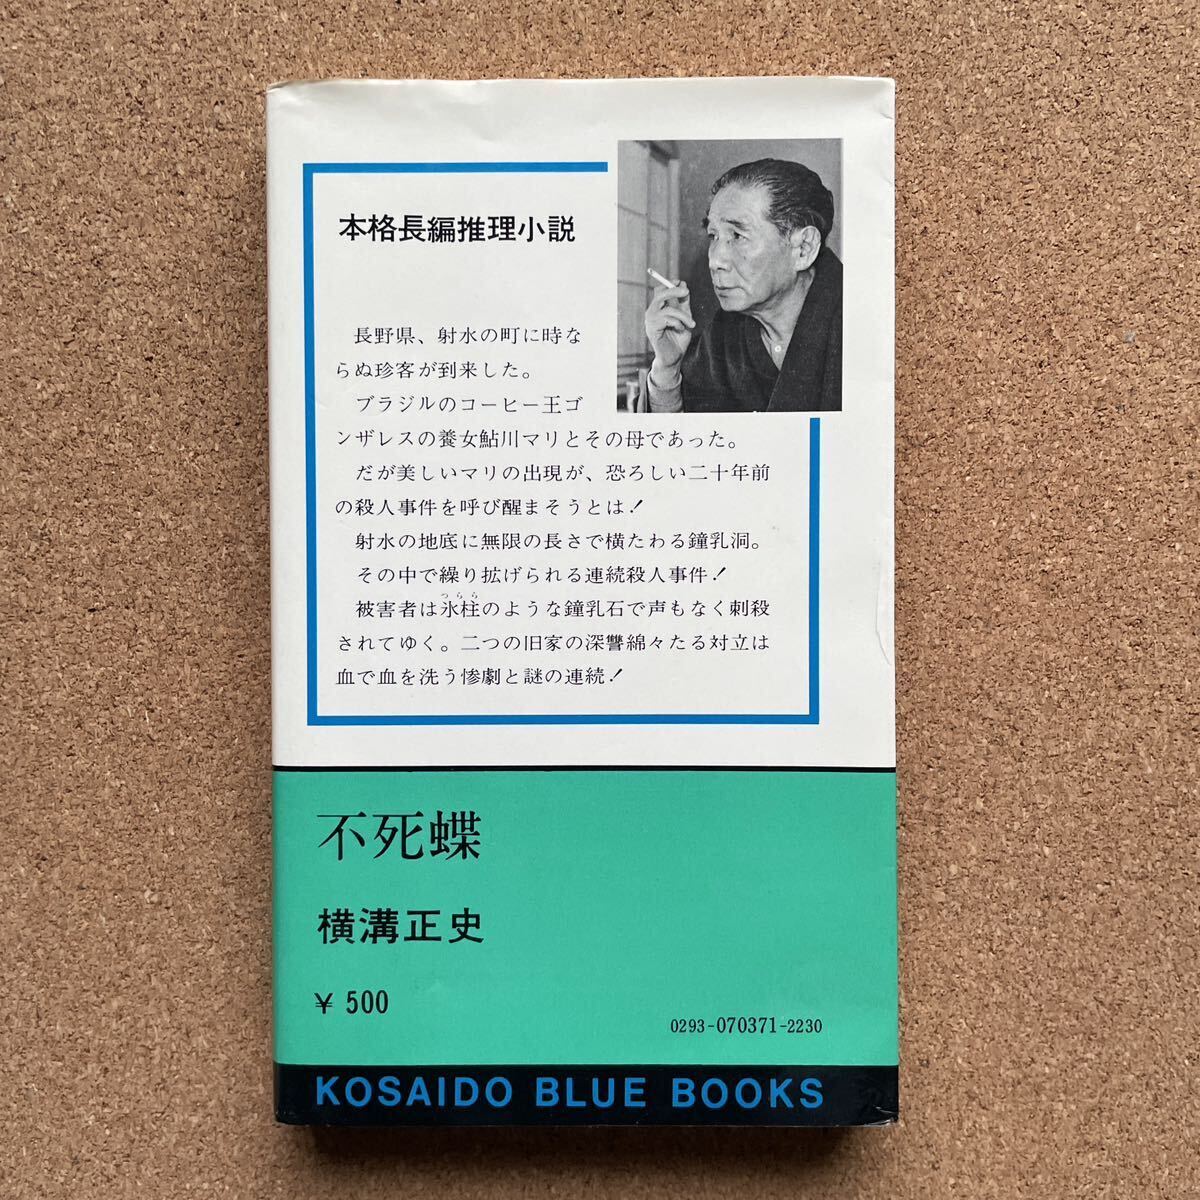 本格長編推理小説
長野県、射水の町に時な
らぬ珍客が到来した。
ブラジルのコーヒー王ゴ
ンザレスの養女鮎川マリとその母であった。
だが美しいマリの出現が、恐ろしい二十年前
の殺人事件を呼び醒まそうとは！
射水の地底に無限の長さで横たわる鐘乳洞。
その中で繰り拡げられる連続殺人事件！
つらら
被害者は氷柱のような鐘乳石で声もなく刺殺
されてゆく。二つの旧家の深讐綿々たる対立は
血で血を洗う惨劇と謎の連続！
不死蝶
横溝正史
¥ 500
0293-070371-2230
KOSAIDO BLUE BOOKS